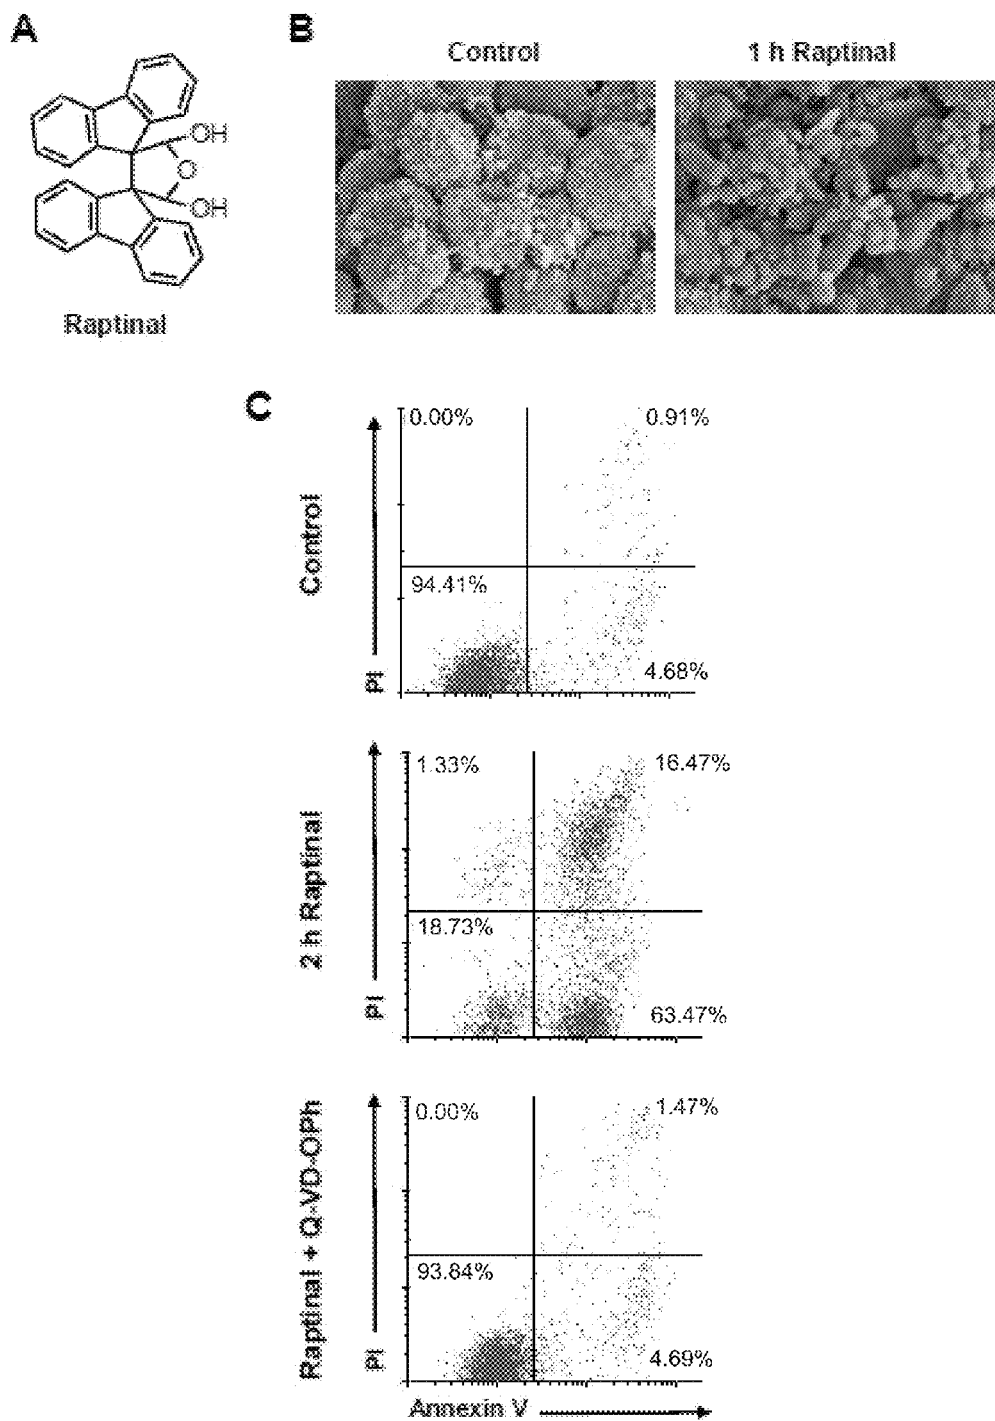 A
OH
O
OH
Raptinal
B
Control
1 h Raptinal
C
Control
PI
0.00%
0.91%
94.41%
4.68%
2 h Raptinal
PI
1.33%
16.47%
18.73%
63.47%
Raptinal + Q-VD-OPh
PI
0.00%
1.47%
93.84%
4.69%
Annexin V